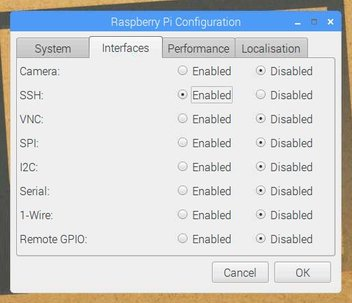 Raspberry Pi Configuration
System Interfaces Performance Localisation
Camera: Enabled Disabled
SSH: Enabled Disabled
VNC: Enabled Disabled
SPI: Enabled Disabled
I2C: Enabled Disabled
Serial: Enabled Disabled
1-Wire: Enabled Disabled
Remote GPIO: Enabled Disabled
Cancel OK